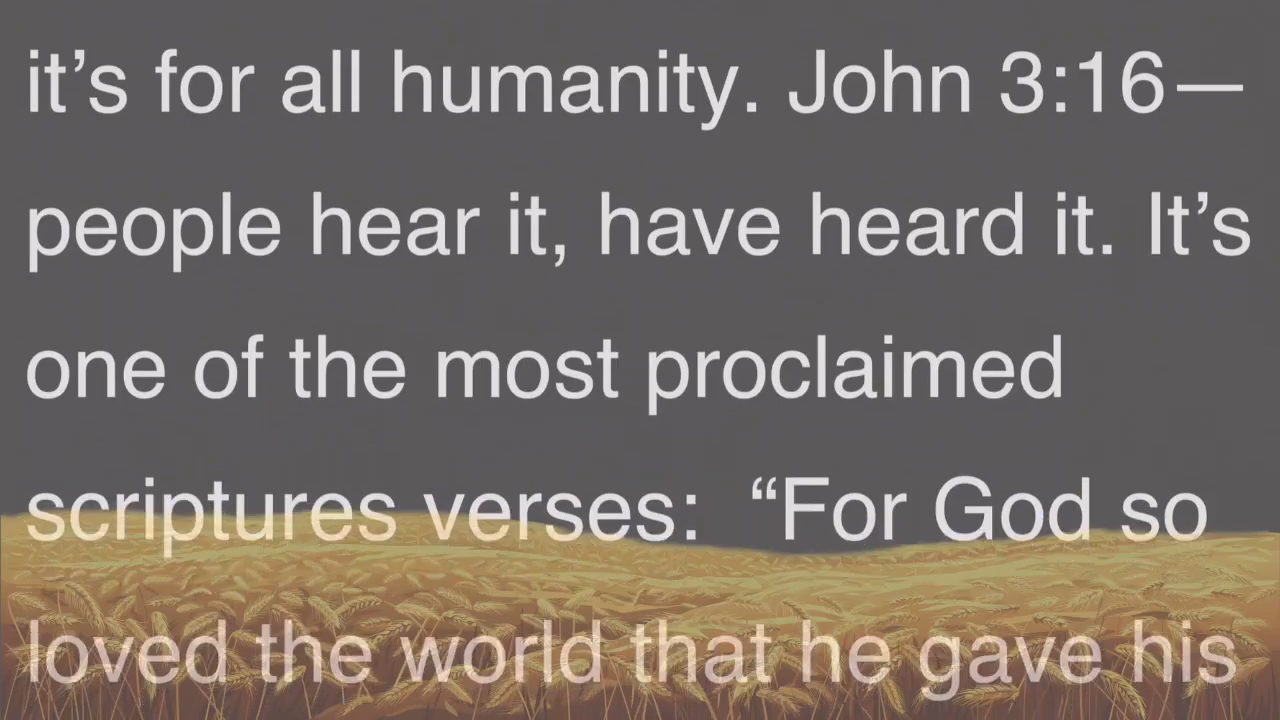 it’s for all humanity. John 3:16—
people hear it, have heard it. It’s
one of the most proclaimed
scriptures verses:  “For God so
loved the world that he gave his